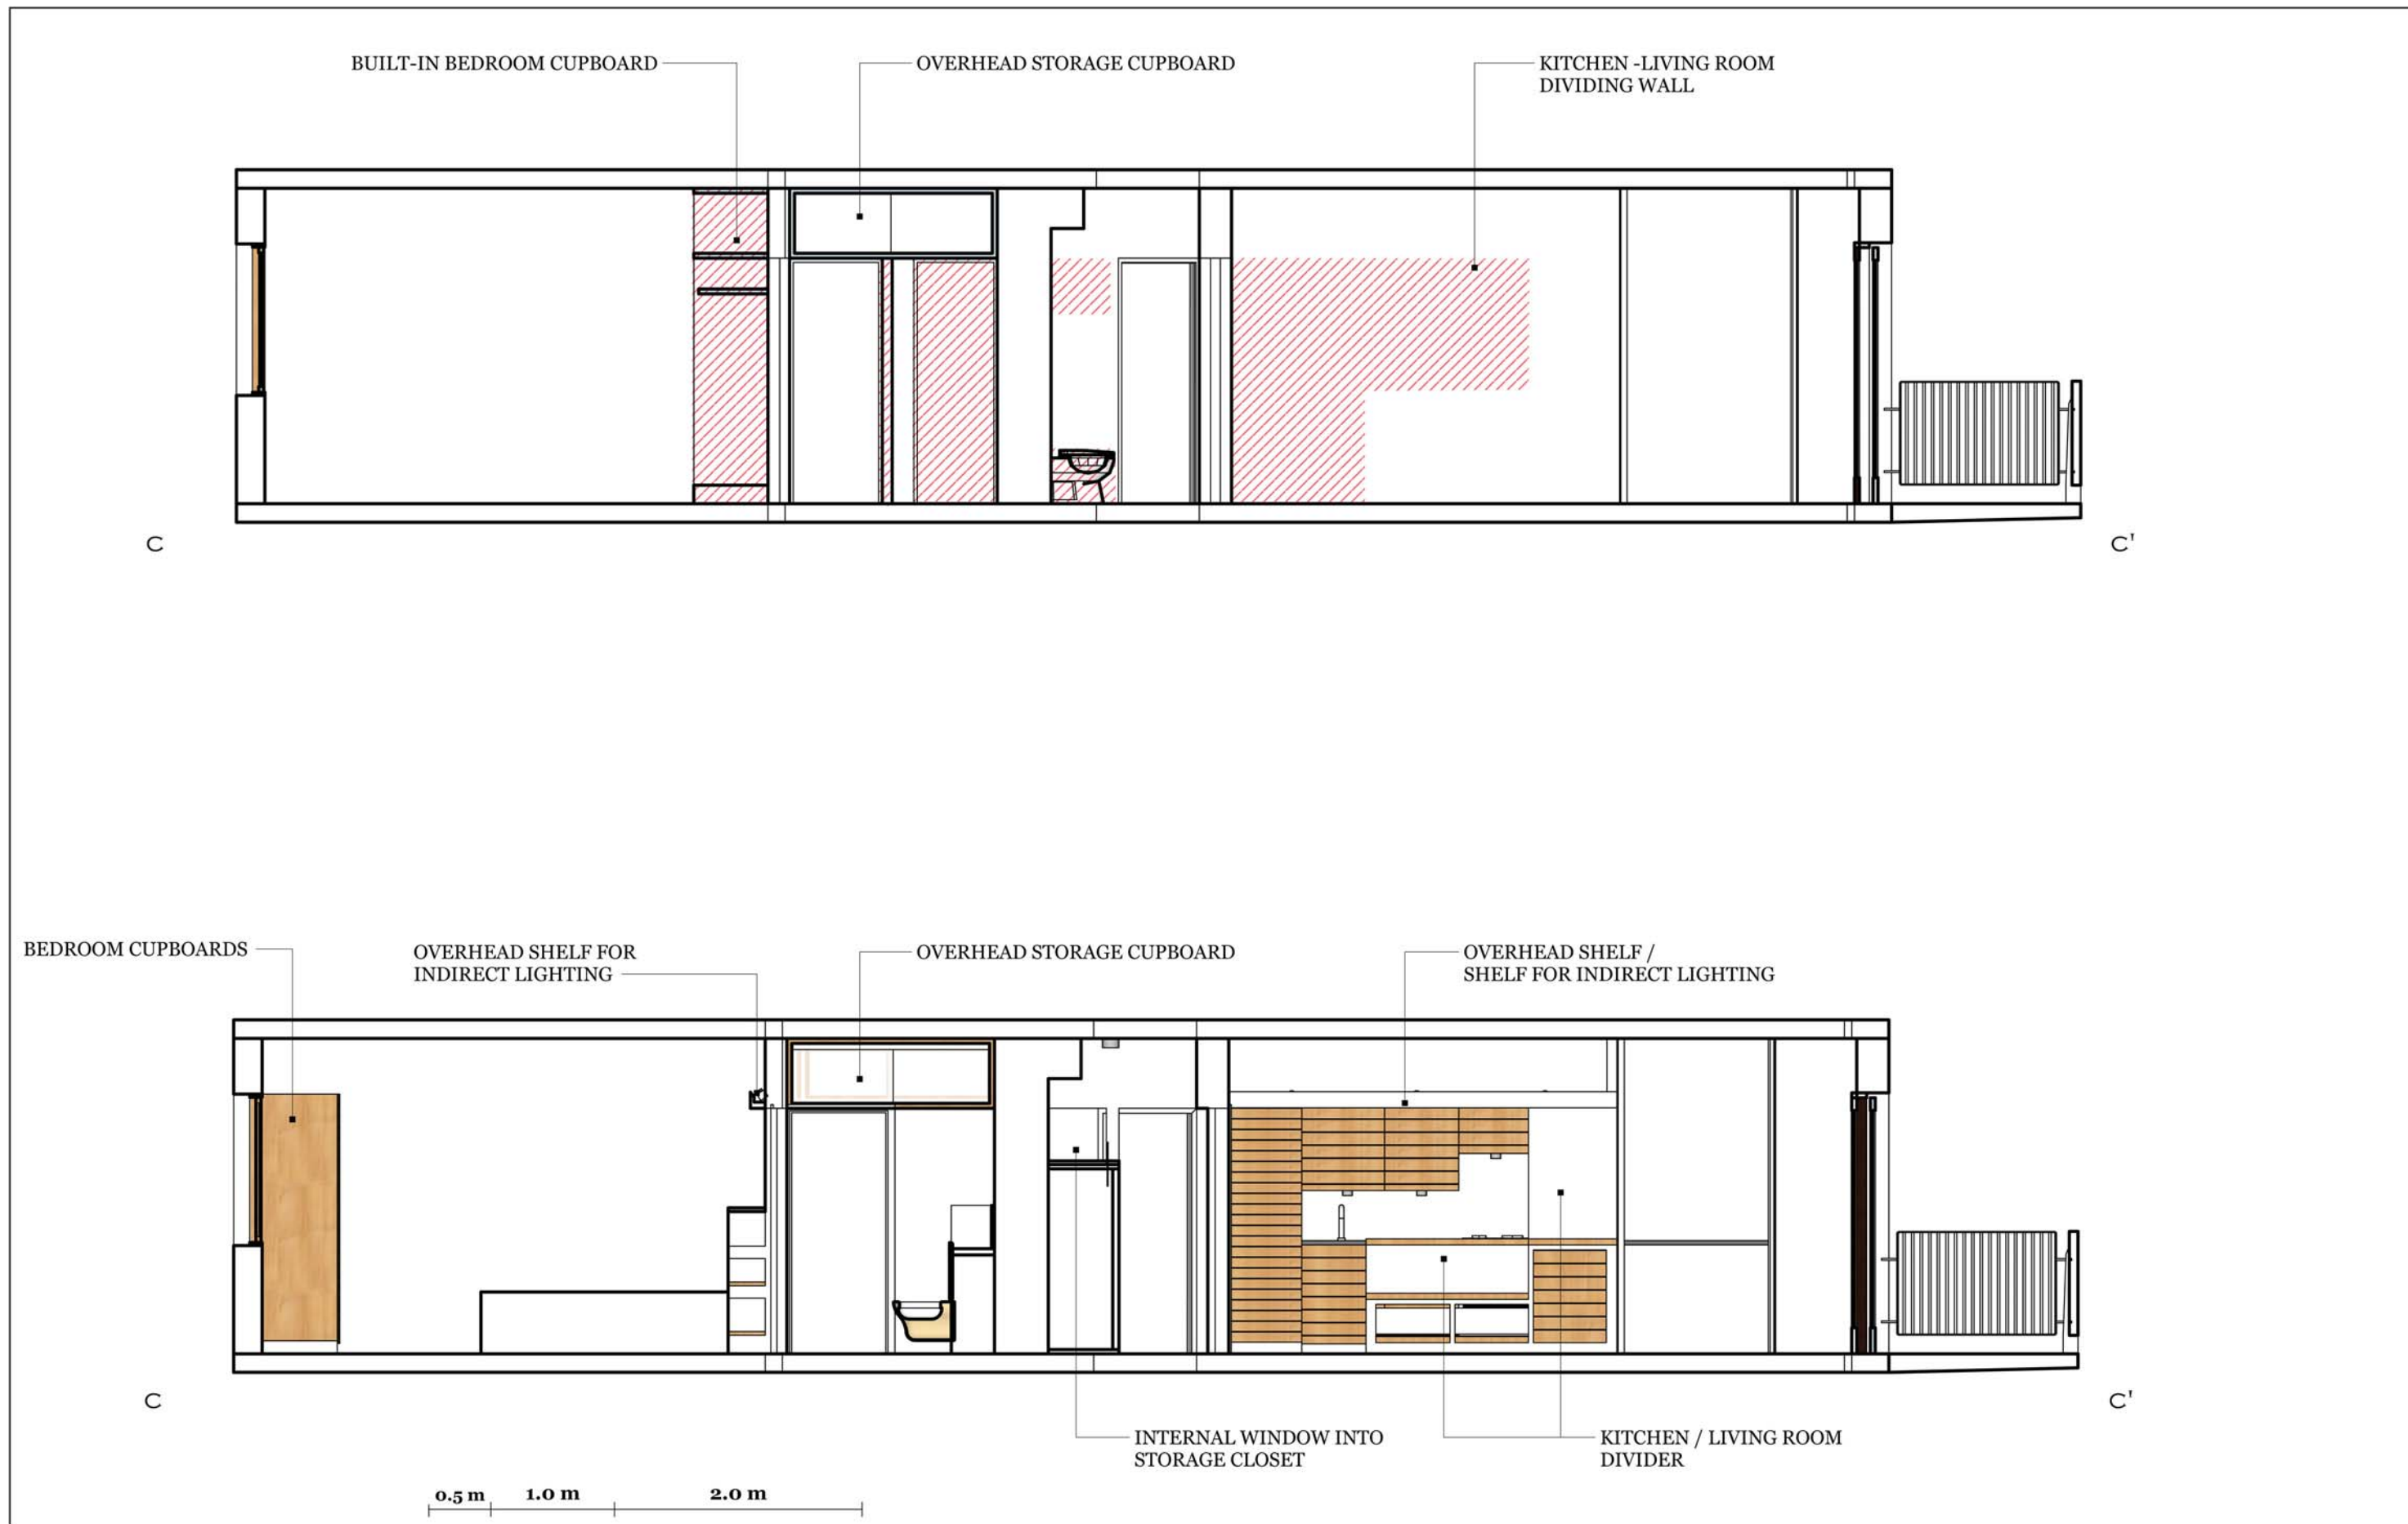 BUILT-IN BEDROOM CUPBOARD
OVERHEAD STORAGE CUPBOARD
KITCHEN -LIVING ROOM
DIVIDING WALL
C
C'
BEDROOM CUPBOARDS
OVERHEAD SHELF FOR
INDIRECT LIGHTING
OVERHEAD STORAGE CUPBOARD
OVERHEAD SHELF /
SHELF FOR INDIRECT LIGHTING
C
C'
INTERNAL WINDOW INTO
STORAGE CLOSET
KITCHEN / LIVING ROOM
DIVIDER
0.5 m 1.0 m 2.0 m